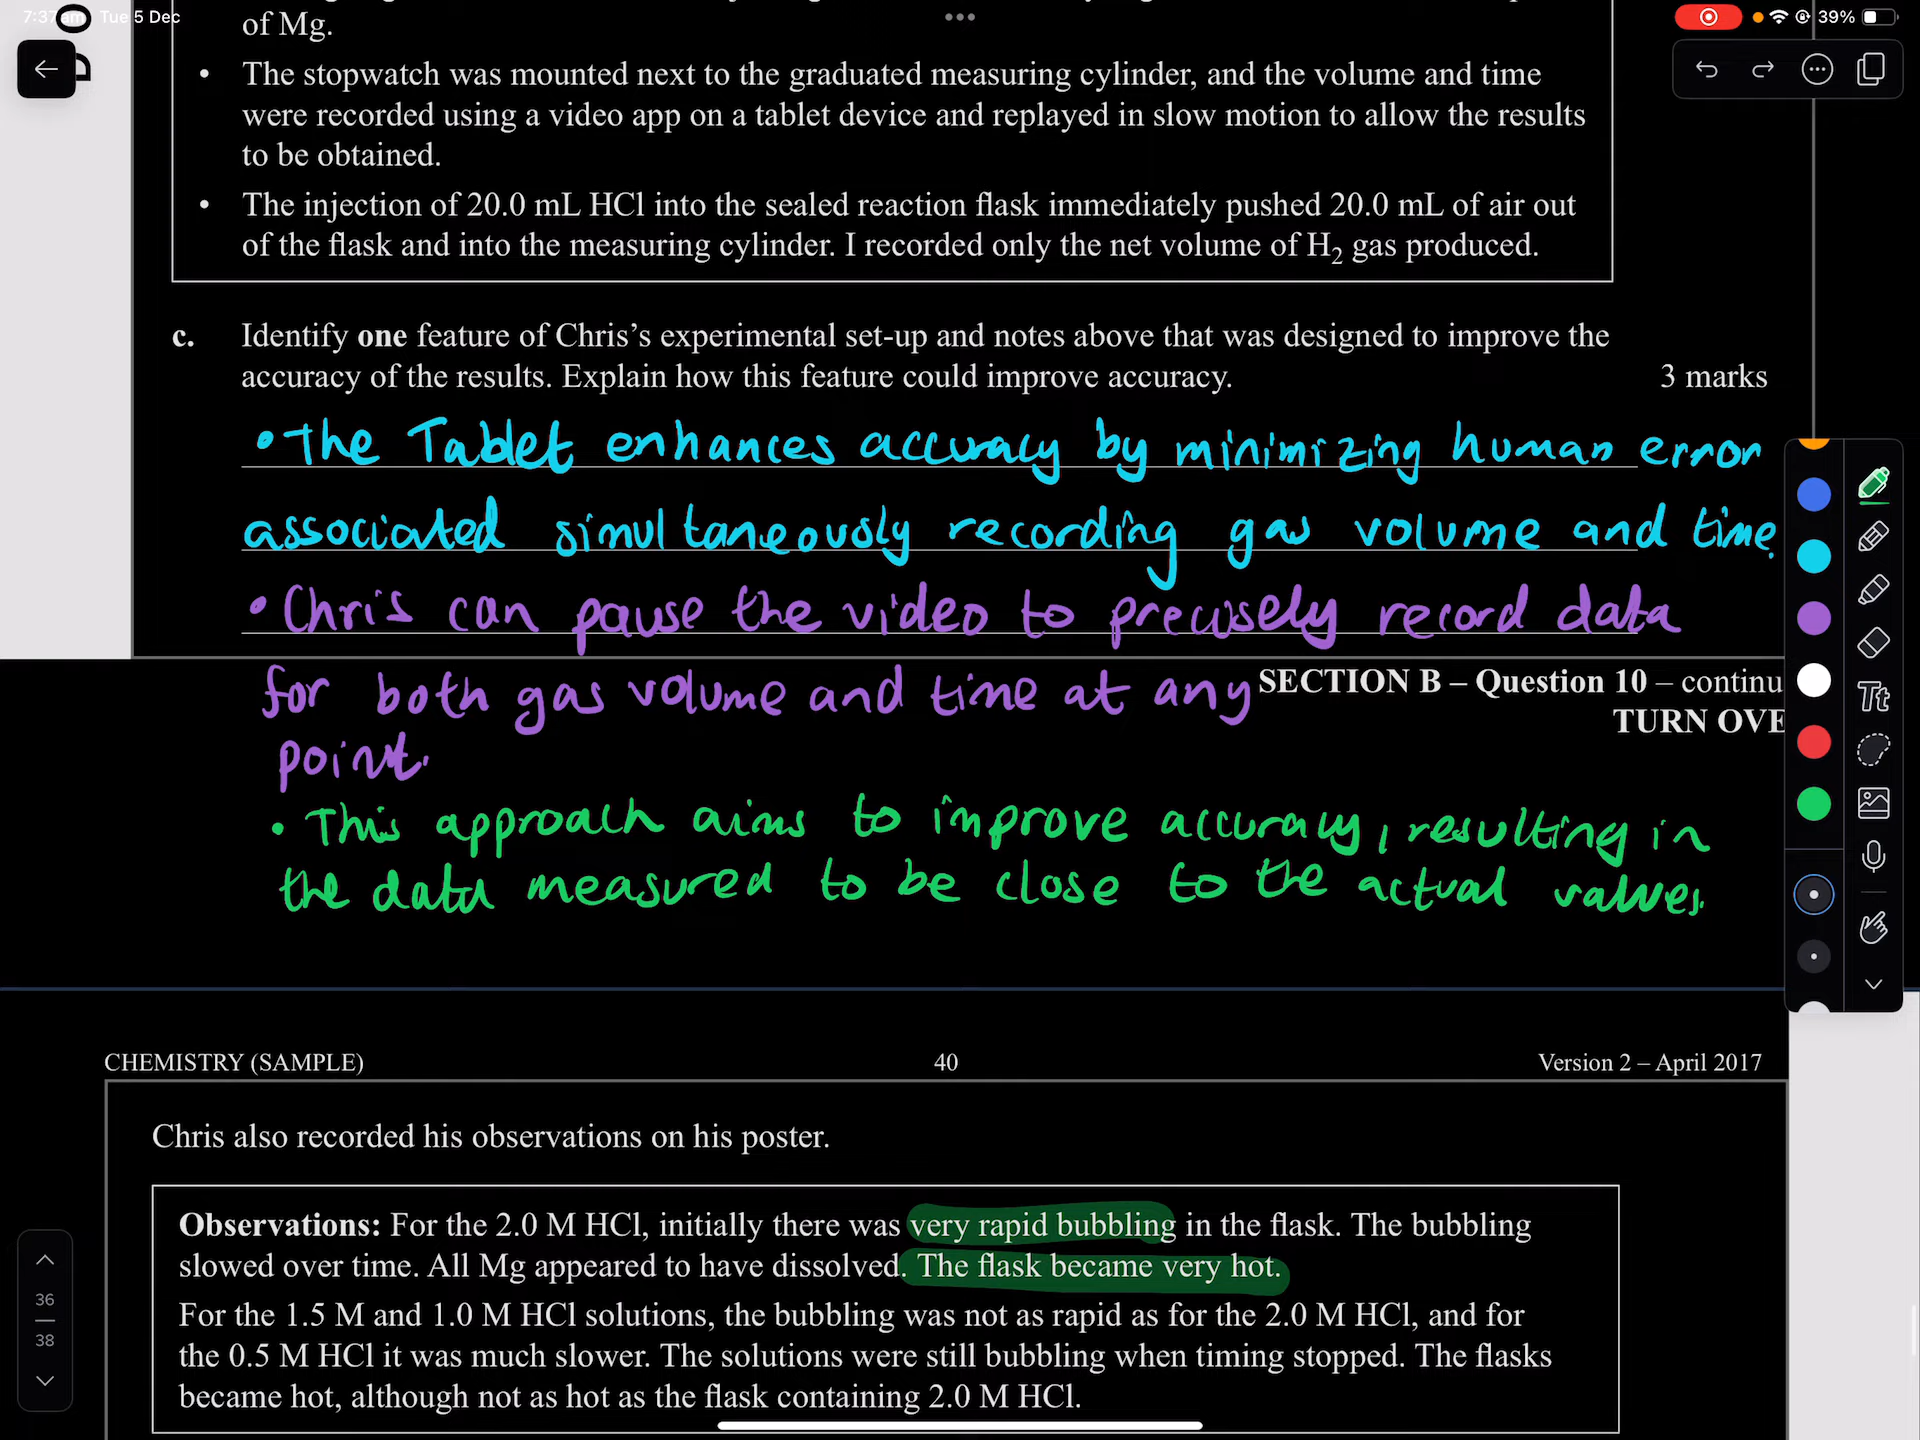 7:37am Tue 5 Dec
39%
of Mg.
• The stopwatch was mounted next to the graduated measuring cylinder, and the volume and time
were recorded using a video app on a tablet device and replayed in slow motion to allow the results
to be obtained.
• The injection of 20.0 mL HCl into the sealed reaction flask immediately pushed 20.0 mL of air out
of the flask and into the measuring cylinder. I recorded only the net volume of H2 gas produced.
c. Identify one feature of Chris's experimental set-up and notes above that was designed to improve the
accuracy of the results. Explain how this feature could improve accuracy. 3 marks
• The Tablet enhances accuracy by minimizing human error
associated simultaneously recording gas volume and time.
• Chris can pause the video to precisely record data
for both gas volume and time at any
SECTION B – Question 10 – continu
TURN OVE
point.
• This approach aims to improve accuracy, resulting in
the data measured to be close to the actual values.
Tt
CHEMISTRY (SAMPLE) 40 Version 2 – April 2017
Chris also recorded his observations on his poster.
Observations: For the 2.0 M HCl, initially there was very rapid bubbling in the flask. The bubbling
slowed over time. All Mg appeared to have dissolved. The flask became very hot.
For the 1.5 M and 1.0 M HCl solutions, the bubbling was not as rapid as for the 2.0 M HCl, and for
the 0.5 M HCl it was much slower. The solutions were still bubbling when timing stopped. The flasks
became hot, although not as hot as the flask containing 2.0 M HCl.
36
38